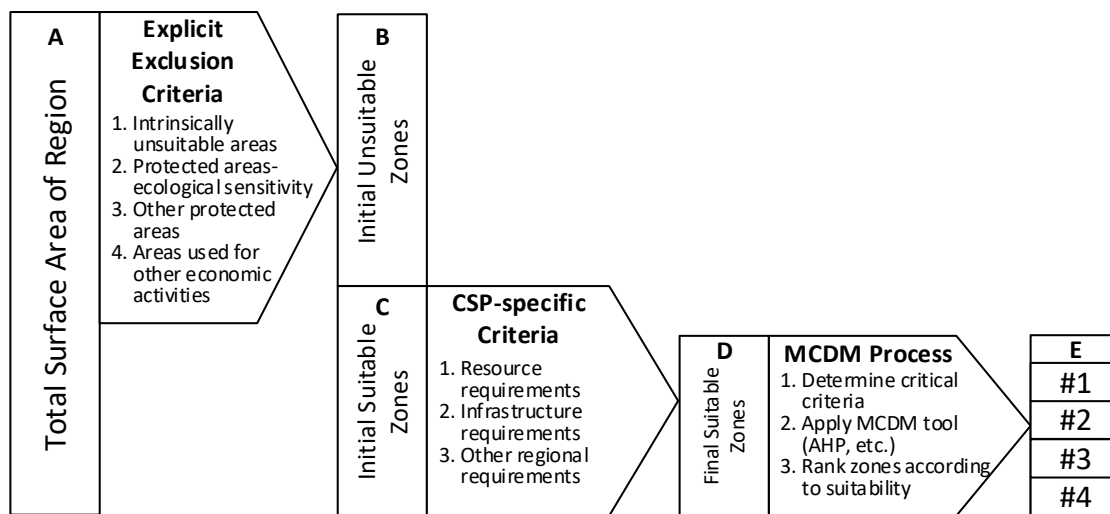 A
Total Surface Area of Region
Explicit
Exclusion
Criteria
1. Intrinsically
unsuitable areas
2. Protected areas-
ecological sensitivity
3. Other protected
areas
4. Areas used for
other economic
activities
B
Initial Unsuitable
Zones
C
Initial Suitable
Zones
CSP-specific
Criteria
1. Resource
requirements
2. Infrastructure
requirements
3. Other regional
requirements
D
Final Suitable
Zones
MCDM Process
1. Determine critical
criteria
2. Apply MCDM tool
(AHP, etc.)
3. Rank zones according
to suitability
E
#1
#2
#3
#4